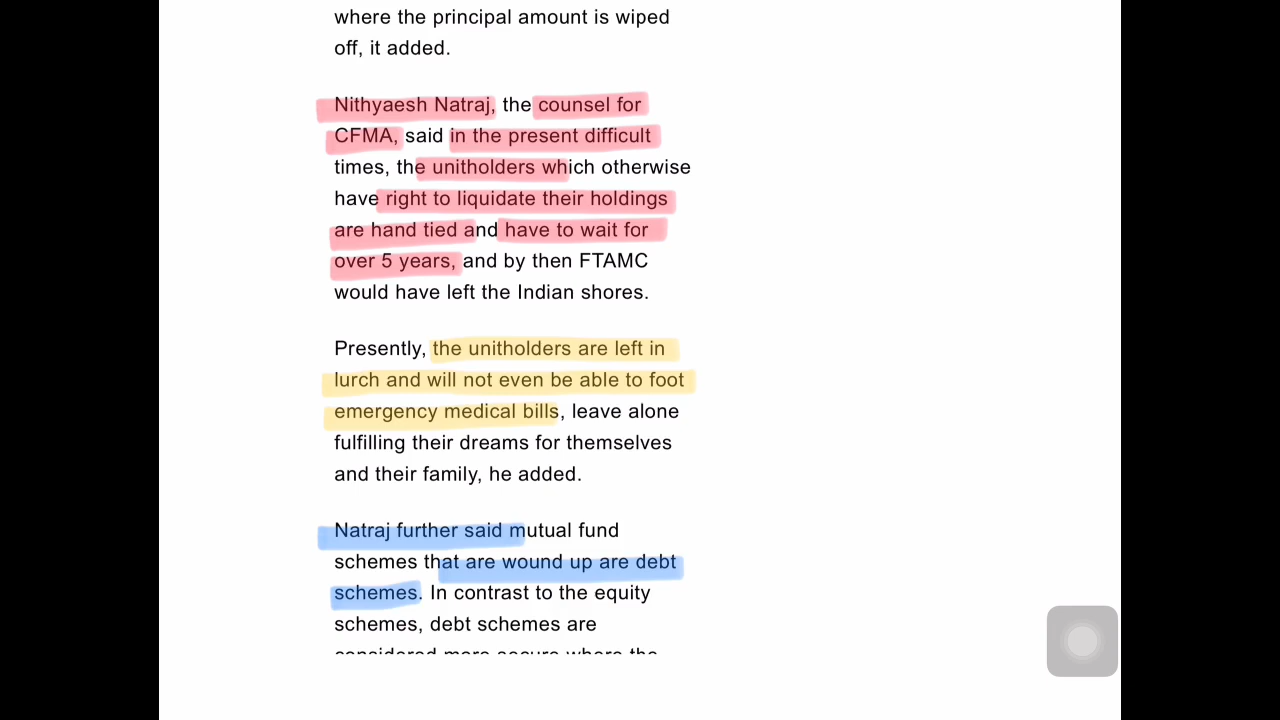 where the principal amount is wiped
off, it added.
Nithyaesh Natraj, the counsel for
CFMA, said in the present difficult
times, the unitholders which otherwise
have right to liquidate their holdings
are hand tied and have to wait for
over 5 years, and by then FTAMC
would have left the Indian shores.
Presently, the unitholders are left in
lurch and will not even be able to foot
emergency medical bills, leave alone
fulfilling their dreams for themselves
and their family, he added.
Natraj further said mutual fund
schemes that are wound up are debt
schemes. In contrast to the equity
schemes, debt schemes are
considered more secure where the